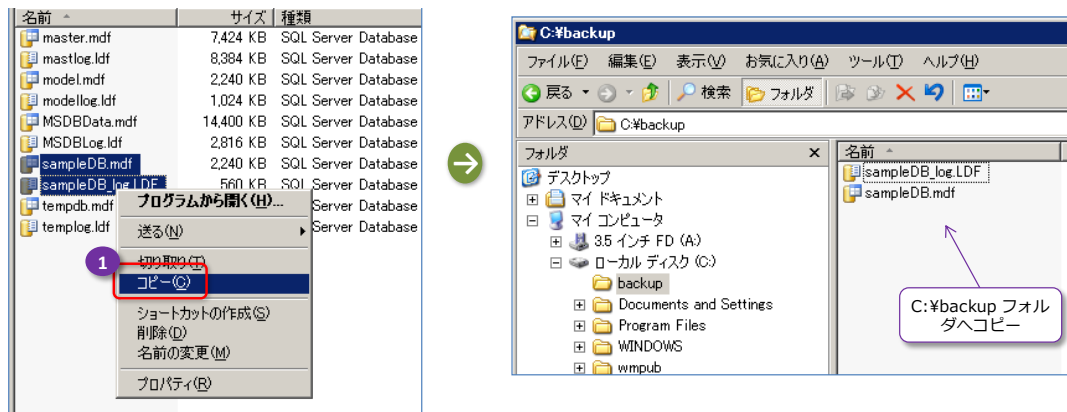 名前 サイズ 種類
master.mdf 7,424 KB SQL Server Database
mastlog.ldf 8,384 KB SQL Server Database
model.mdf 2,240 KB SQL Server Database
modellog.ldf 1,024 KB SQL Server Database
MSDBData.mdf 14,400 KB SQL Server Database
MSDBLog.ldf 2,816 KB SQL Server Database
sampleDB.mdf 2,240 KB SQL Server Database
sampleDB_log.LDF 560 KB SQL Server Database
tempdb.mdf Server Database
templog.ldf Server Database
プログラムから開く(H)...
送る(N)
切り取り(T)
1
コピー(C)
ショートカットの作成(S)
削除(D)
名前の変更(M)
プロパティ(R)
C:¥backup
ファイル(F) 編集(E) 表示(V) お気に入り(A) ツール(T) ヘルプ(H)
戻る 検索 フォルダ
アドレス(D) C:¥backup
フォルダ
デスクトップ
マイ ドキュメント
マイ コンピュータ
3.5 インチ FD (A:)
ローカル ディスク (C:)
backup
Documents and Settings
Program Files
WINDOWS
wmpub
名前
sampleDB_log.LDF
sampleDB.mdf
C:¥backup フォル
ダへコピー